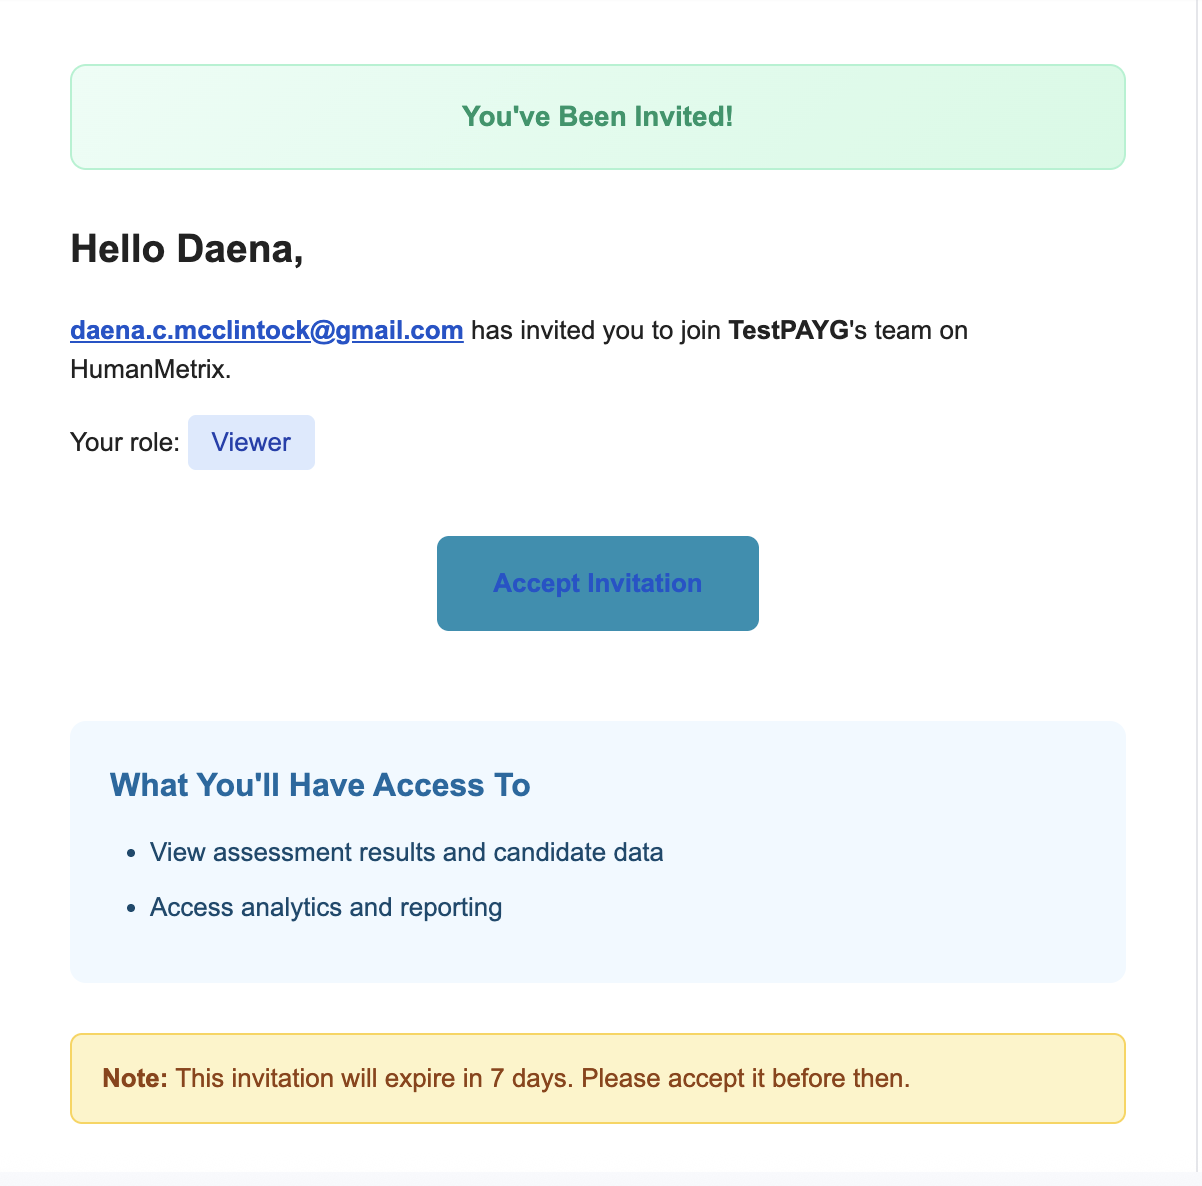 You've Been Invited!
Hello Daena,
daena.c.mcclintock@gmail.com has invited you to join TestPAYG's team on
HumanMetrix.
Your role: Viewer
Accept Invitation
What You'll Have Access To
• View assessment results and candidate data
• Access analytics and reporting
Note: This invitation will expire in 7 days. Please accept it before then.